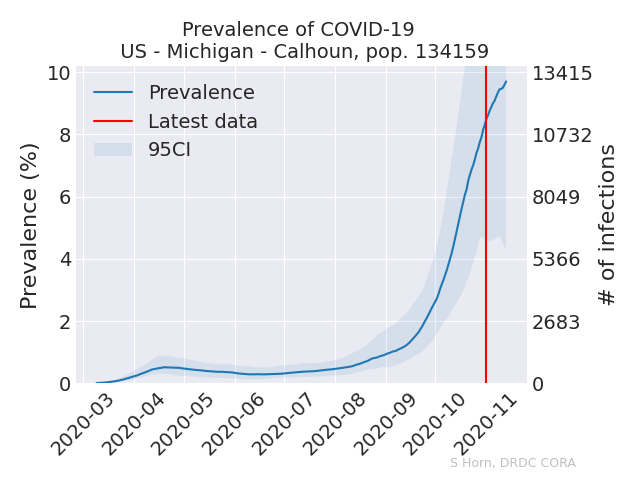 Prevalence of COVID-19
US - Michigan - Calhoun, pop. 134159
Prevalence
Latest data
95CI
Prevalence (%)
10
8
6
4
2
0
13415
10732
8049
5366
2683
0
# of infections
2020-03
2020-04
2020-05
2020-06
2020-07
2020-08
2020-09
2020-10
2020-11
S Horn, DRDC CORA